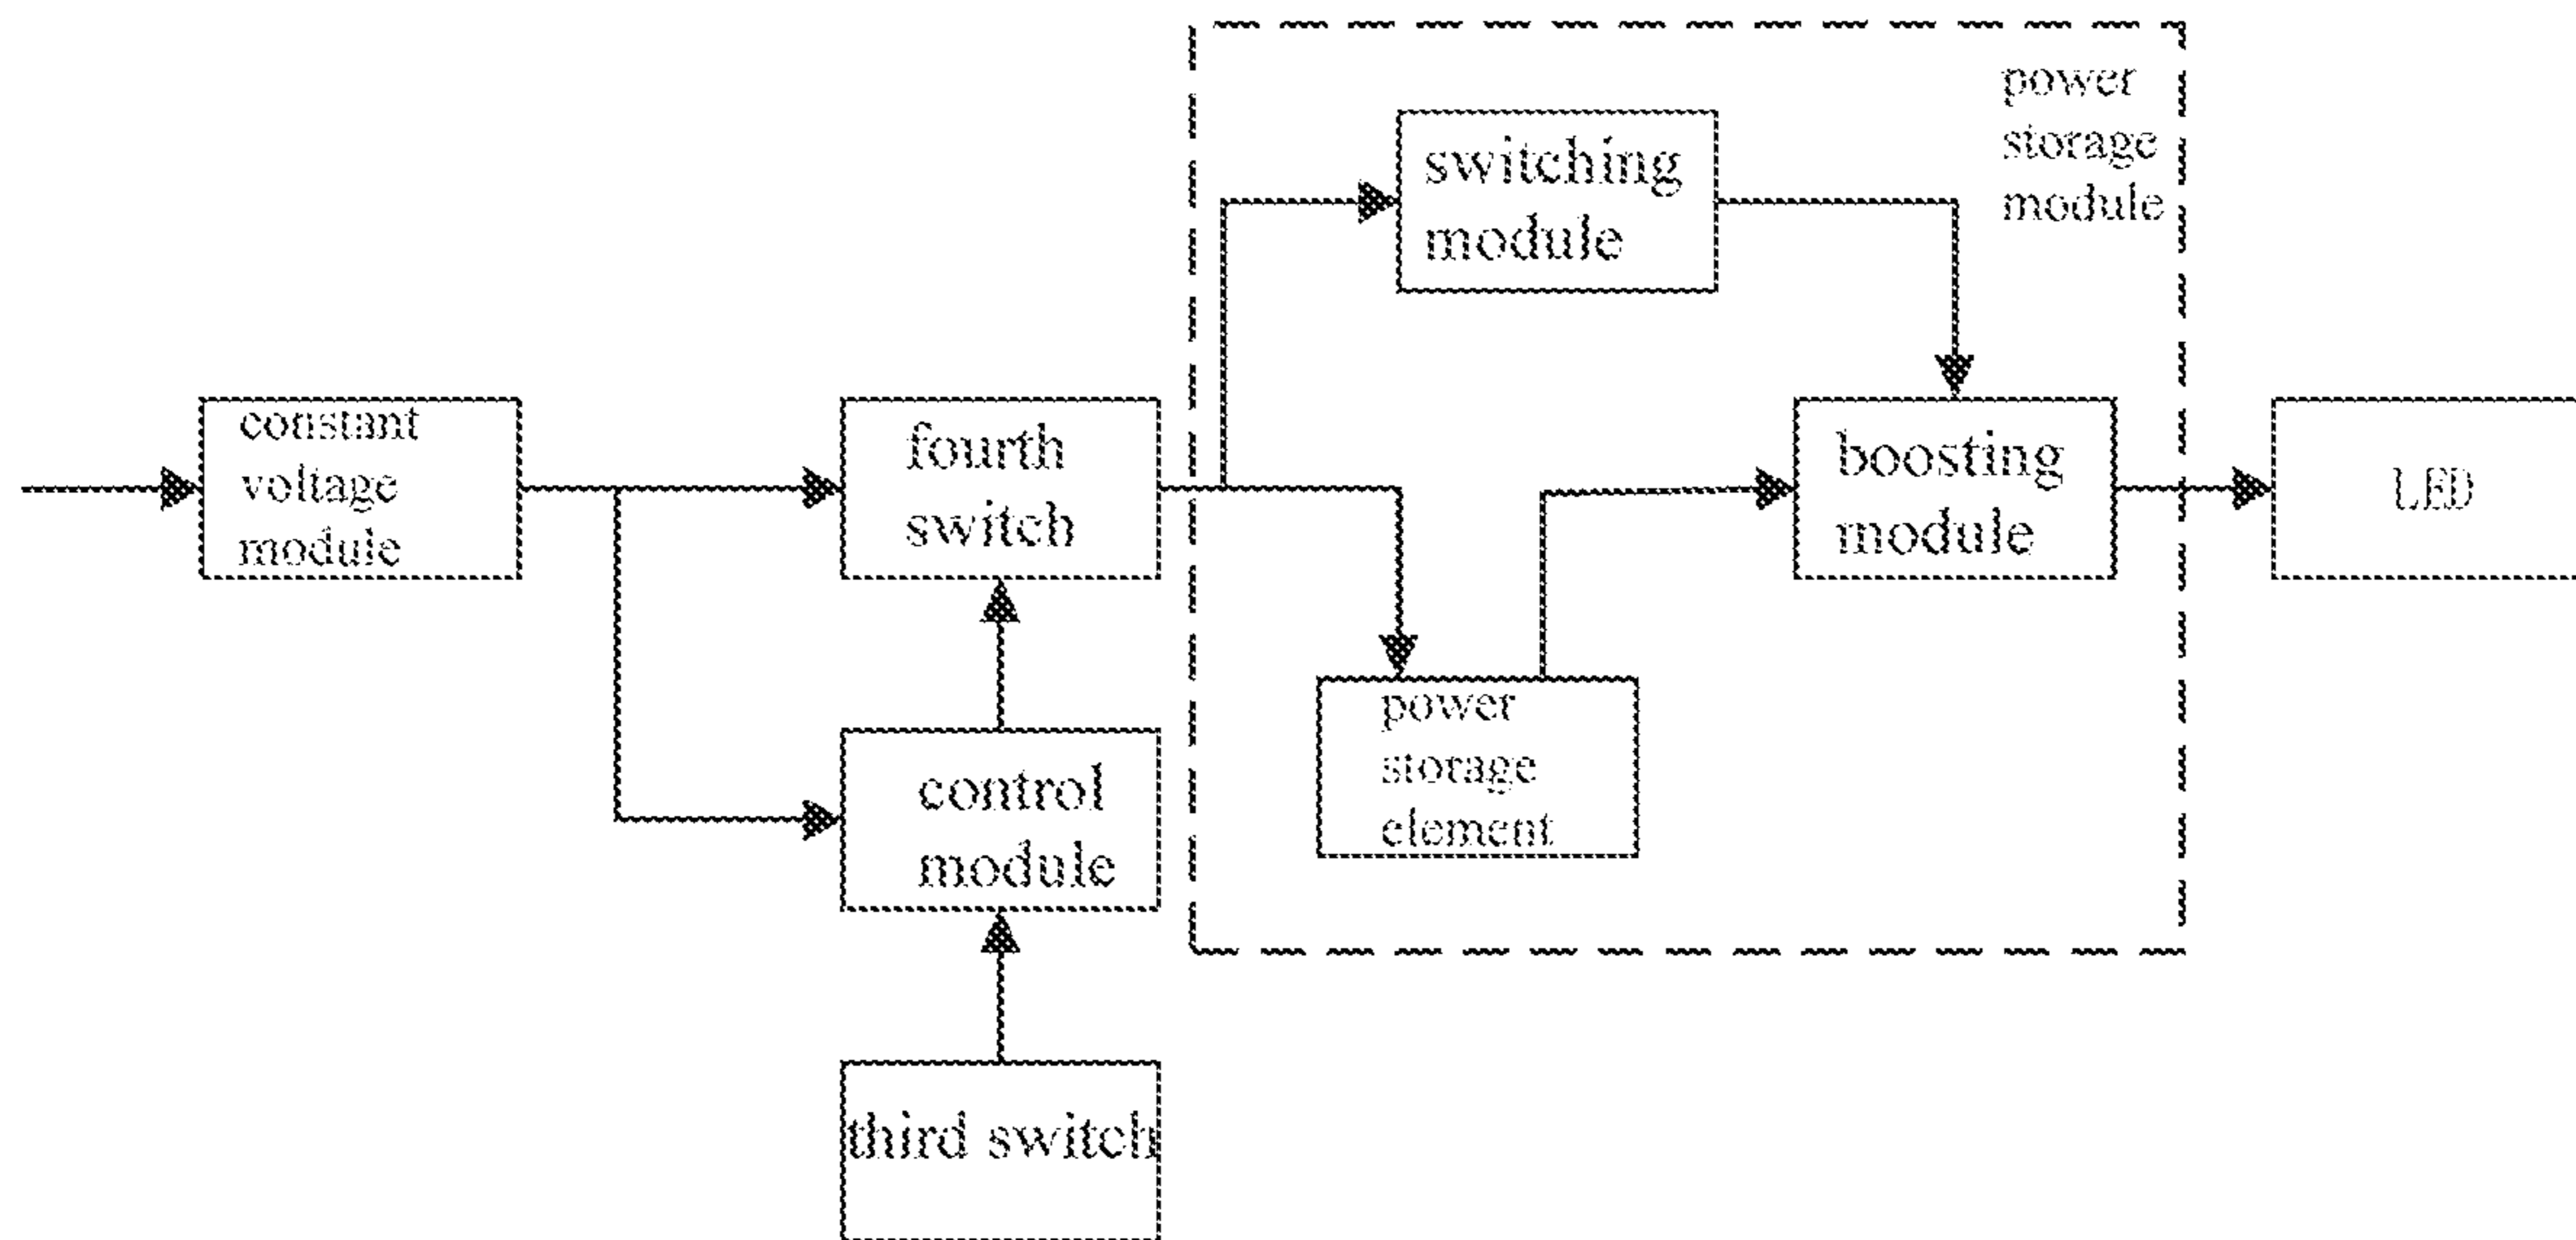 power
storage
module
switching
module
constant
voltage
module
fourth
switch
boosting
module
LED
power
storage
element
control
module
third switch